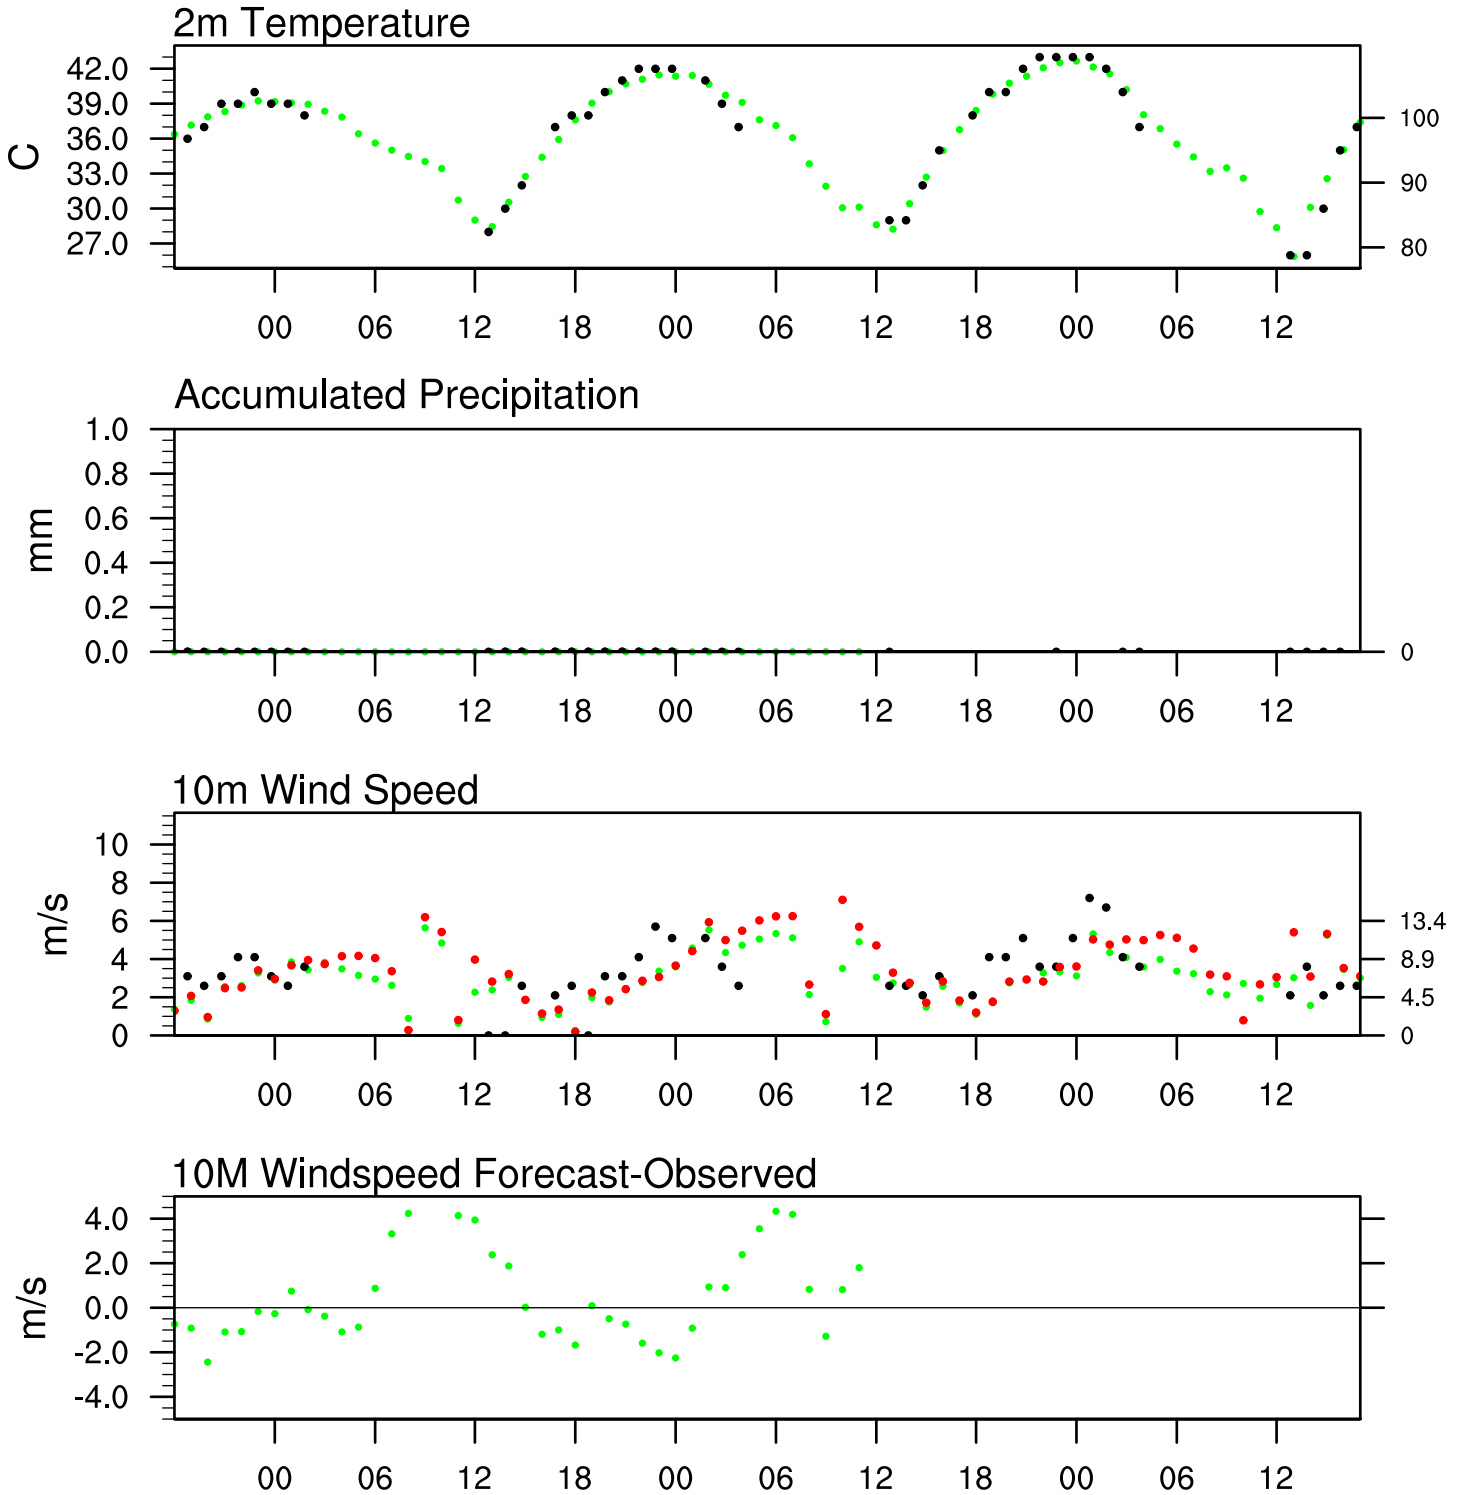 2m Temperature
42.0
39.0
36.0
33.0
30.0
27.0
C
100
90
80
00 06 12 18 00 06 12 18 00 06 12
Accumulated Precipitation
1.0
0.8
0.6
0.4
0.2
0.0
mm
0
00 06 12 18 00 06 12 18 00 06 12
10m Wind Speed
10
8
6
4
2
0
m/s
13.4
8.9
4.5
0
00 06 12 18 00 06 12 18 00 06 12
10M Windspeed Forecast-Observed
4.0
2.0
0.0
-2.0
-4.0
m/s
00 06 12 18 00 06 12 18 00 06 12